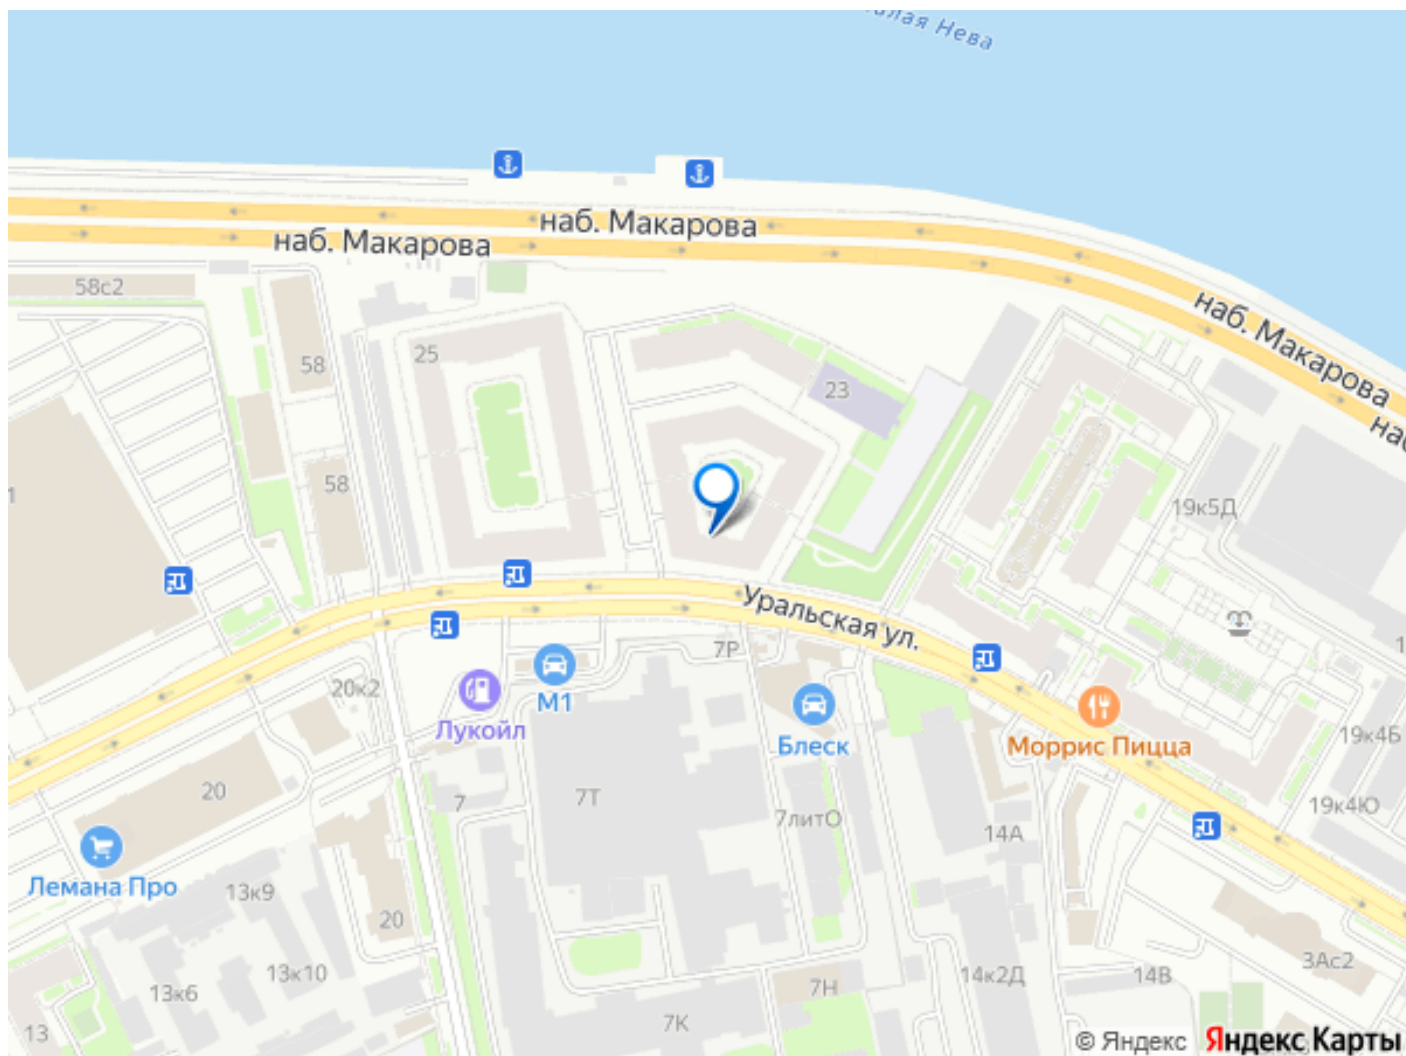 Нева
наб. Макарова
наб. Макарова
58с2
наб. Макарова
25
58
23
58
19к5Д
Уральская ул.
7Р
20к2
М1
Лукойл
Блеск
Моррис Пицца
19к4Б
20
7
7Т
7литО
14А
19к4Ю
Лемана Про
13к9
20
13к10
14к2Д
14В
3Ас2
13к6
7Н
13
7К
© Яндекс
Яндекс Карты